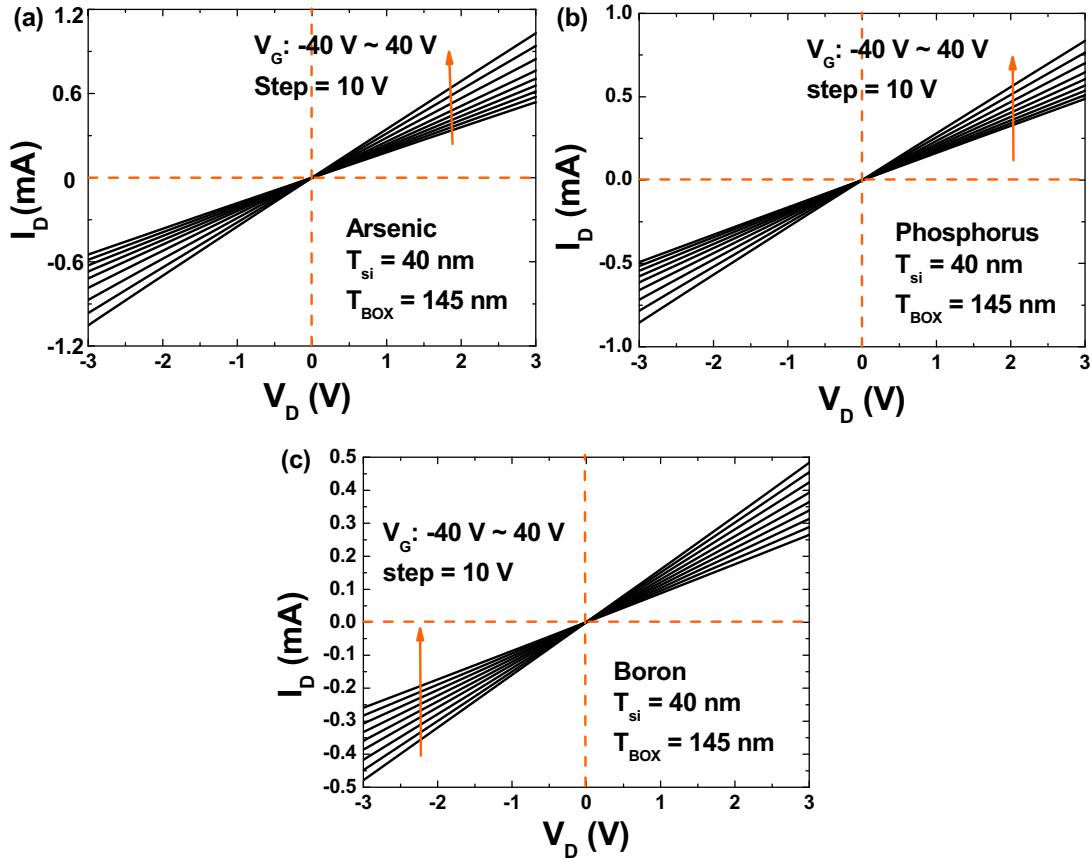 (a)
1.2
0.6
0
-0.6
-1.2
I_D (mA)
V_G: -40 V ~ 40 V
Step = 10 V
Arsenic
T_si = 40 nm
T_BOX = 145 nm
-3 -2 -1 0 1 2 3
V_D (V)
(b)
1.0
0.5
0.0
-0.5
-1.0
I_D (mA)
V_G: -40 V ~ 40 V
step = 10 V
Phosphorus
T_si = 40 nm
T_BOX = 145 nm
-3 -2 -1 0 1 2 3
V_D (V)
(c)
0.5
0.4
0.3
0.2
0.1
0.0
-0.1
-0.2
-0.3
-0.4
-0.5
I_D (mA)
V_G: -40 V ~ 40 V
step = 10 V
Boron
T_si = 40 nm
T_BOX = 145 nm
-3 -2 -1 0 1 2 3
V_D (V)